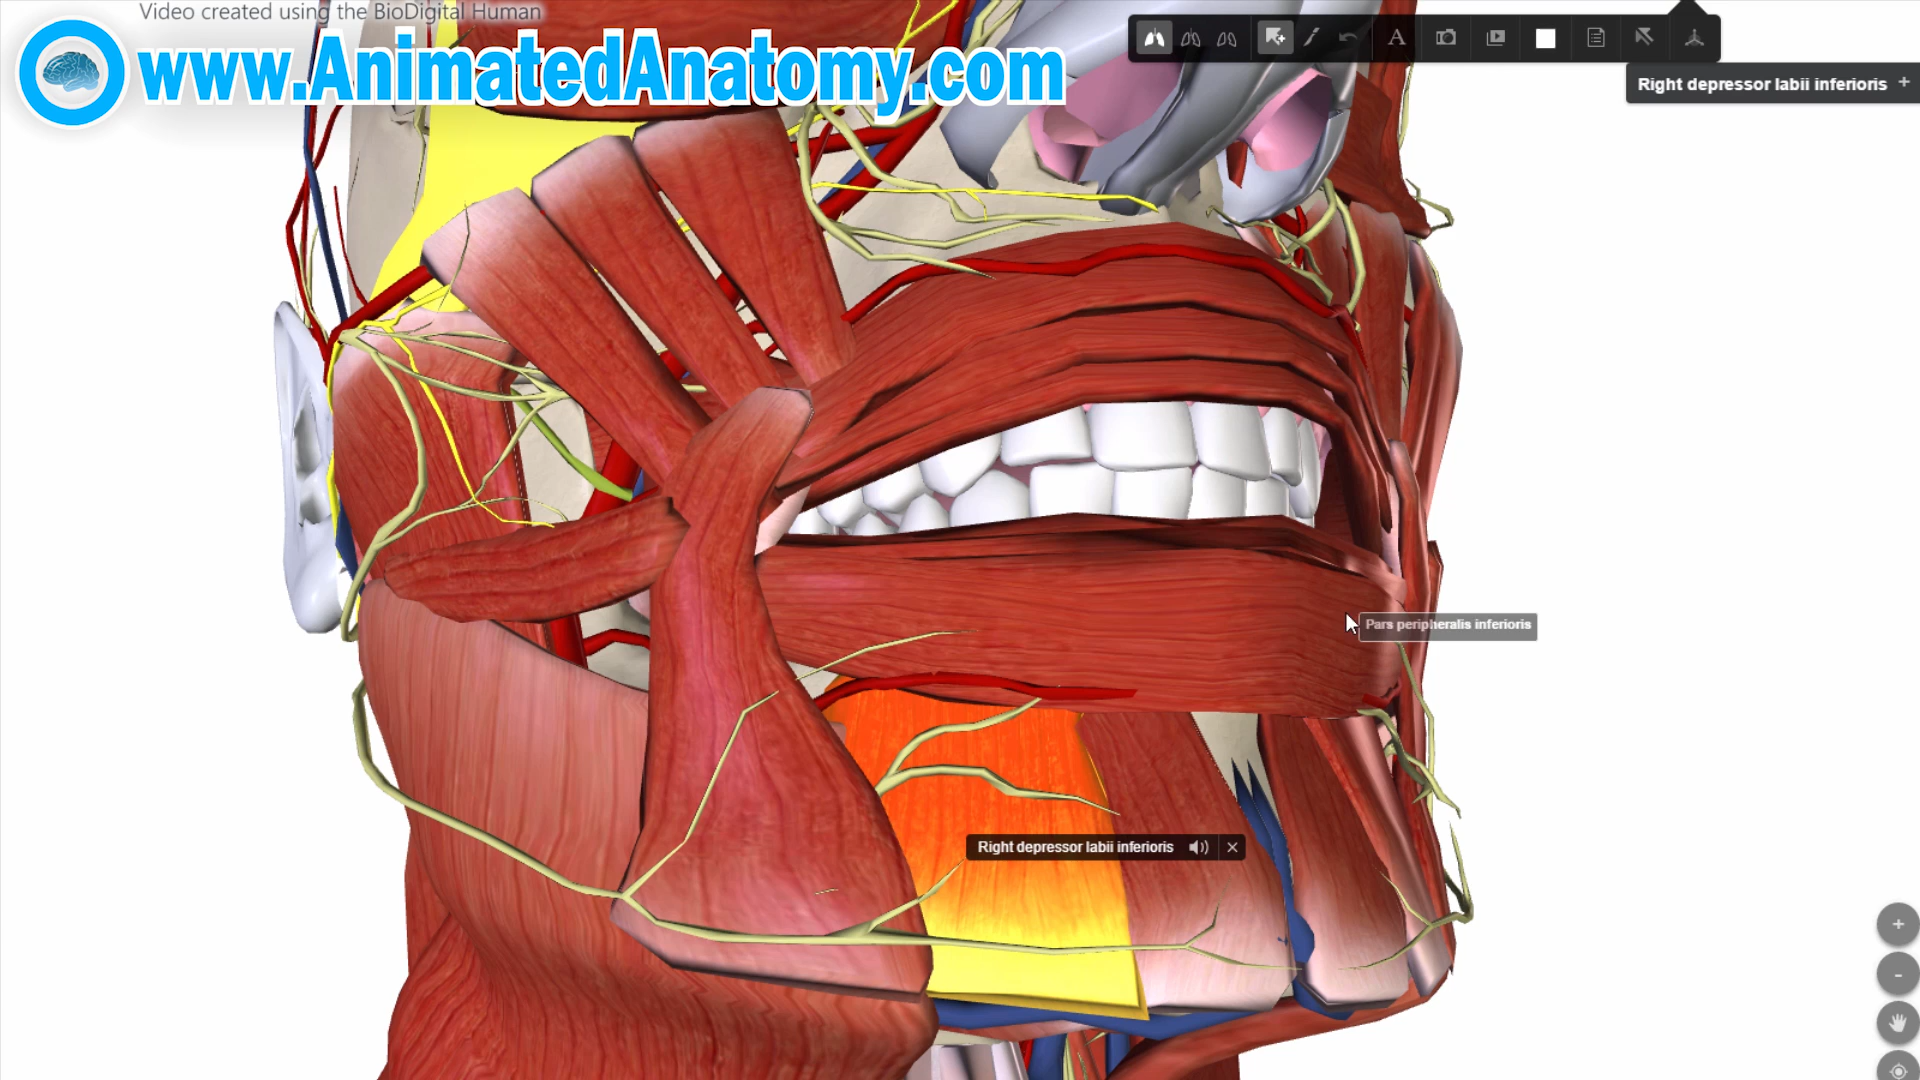 Video created using the BioDigital Human
www.AnimatedAnatomy.com
A
Right depressor labii inferioris +
Pars peripheralis inferioris
Right depressor labii inferioris
+
-